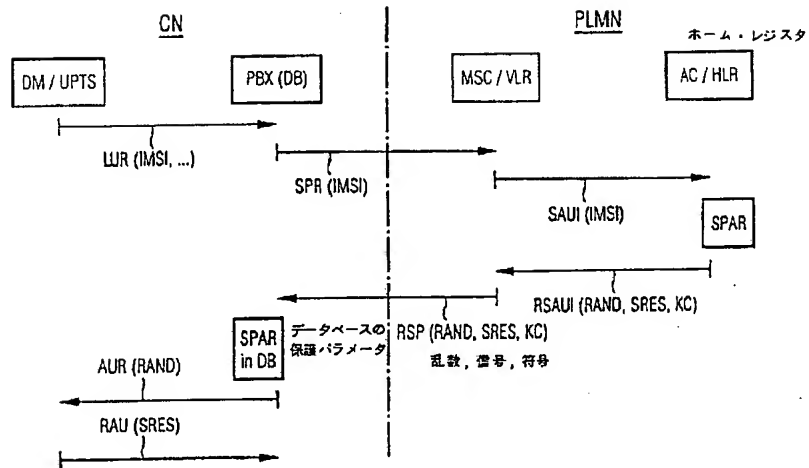 CN
PLMN
ホーム・レジスタ
DM / UPTS
PBX (DB)
MSC / VLR
AC / HLR
LUR (IMSI, ...)
SPR (IMSI)
SAUI (IMSI)
SPAR
RSAUI (RAND, SRES, KC)
SPAR
in DB
データベースの
保護パラメータ
RSP (RAND, SRES, KC)
乱数, 信号, 符号
AUR (RAND)
RAU (SRES)